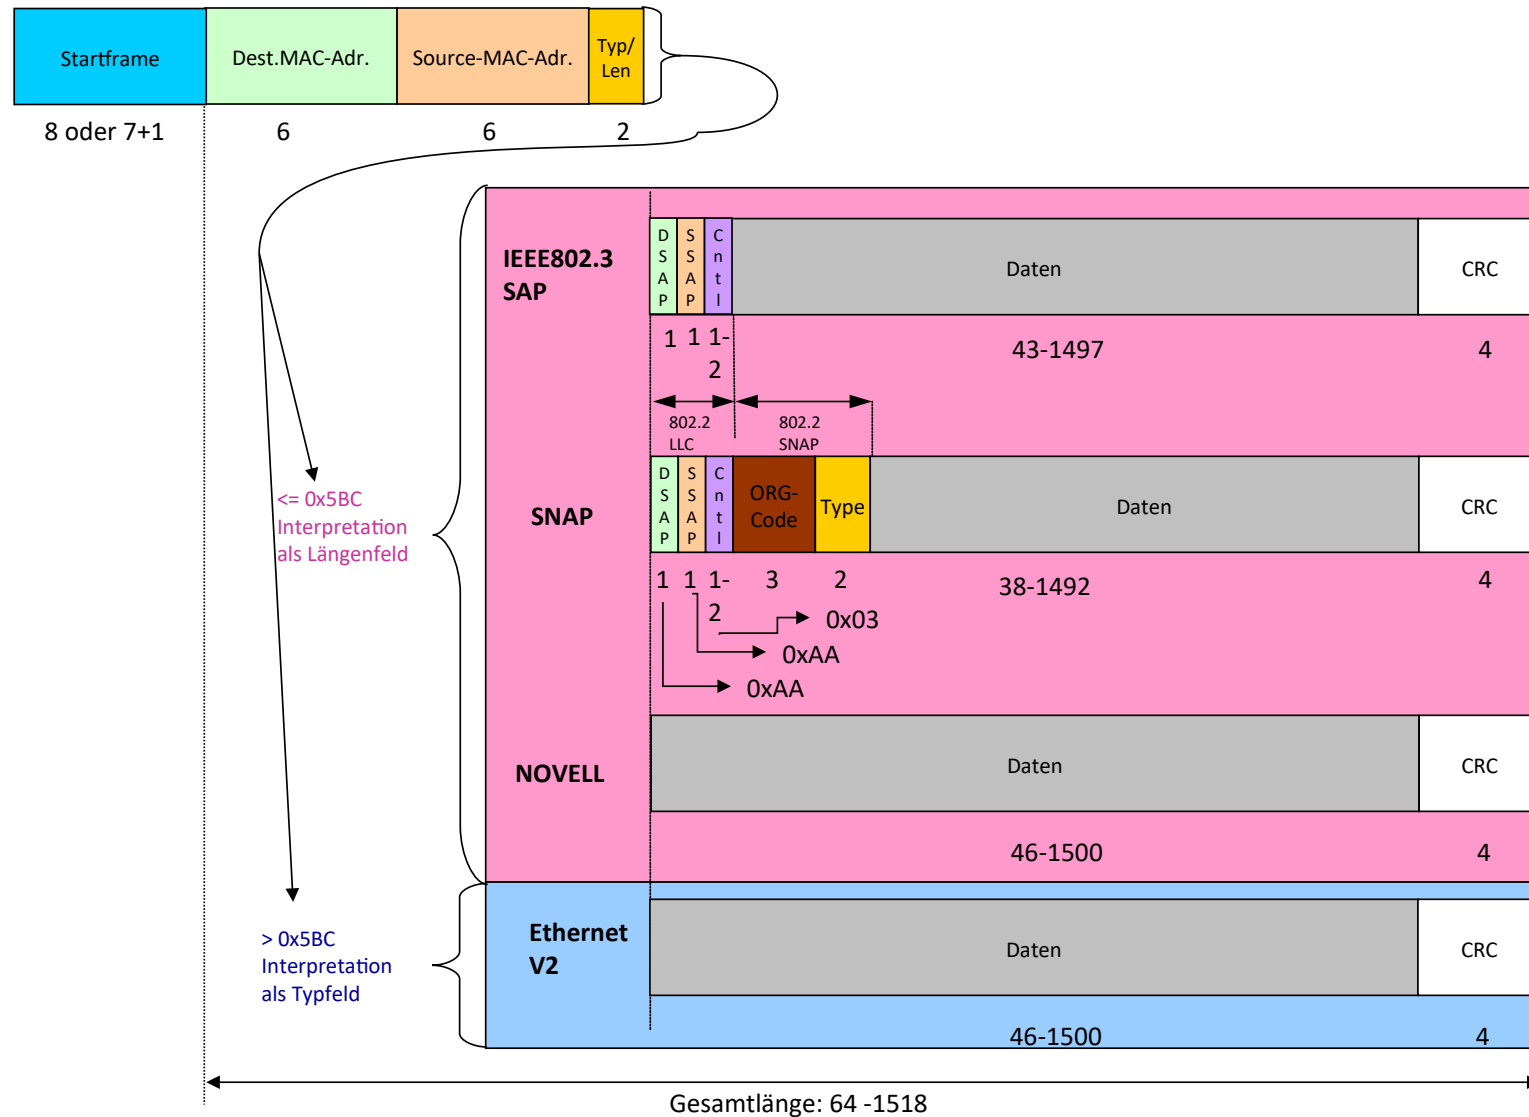 Startframe
Dest.MAC-Adr.
Source-MAC-Adr.
Typ/
Len
8 oder 7+1
6
6
2
IEEE802.3
SAP
D
S
A
P
S
S
A
P
C
n
t
l
Daten
CRC
1
1
1-
2
43-1497
4
802.2
LLC
802.2
SNAP
<= 0x5BC
Interpretation
als Längenfeld
SNAP
D
S
A
P
S
S
A
P
C
n
t
l
ORG-
Code
Type
Daten
CRC
1
1
1-
2
3
2
38-1492
4
0x03
0xAA
0xAA
NOVELL
Daten
CRC
46-1500
4
> 0x5BC
Interpretation
als Typfeld
Ethernet
V2
Daten
CRC
46-1500
4
Gesamtlänge: 64 -1518